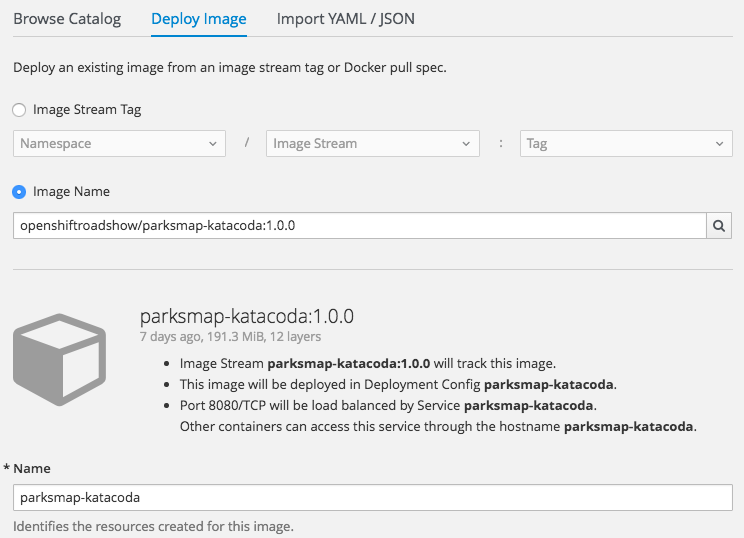 Browse Catalog Deploy Image Import YAML / JSON
Deploy an existing image from an image stream tag or Docker pull spec.
Image Stream Tag
Namespace / Image Stream : Tag
Image Name
openshiftroadshow/parksmap-katacoda:1.0.0
parksmap-katacoda:1.0.0
7 days ago, 191.3 MiB, 12 layers
• Image Stream parksmap-katacoda:1.0.0 will track this image.
• This image will be deployed in Deployment Config parksmap-katacoda.
• Port 8080/TCP will be load balanced by Service parksmap-katacoda.
Other containers can access this service through the hostname parksmap-katacoda.
* Name
parksmap-katacoda
Identifies the resources created for this image.